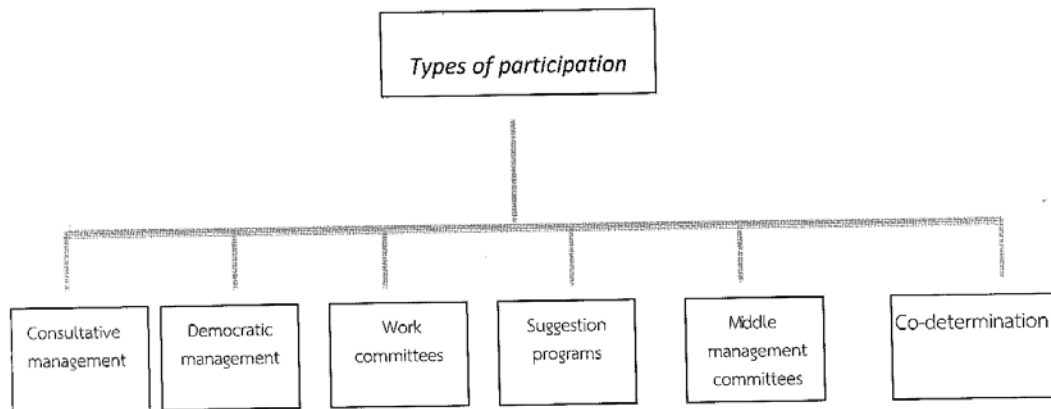 Types of participation
Consultative
management
Democratic
management
Work
committees
Suggestion
programs
Middle
management
committees
Co-determination